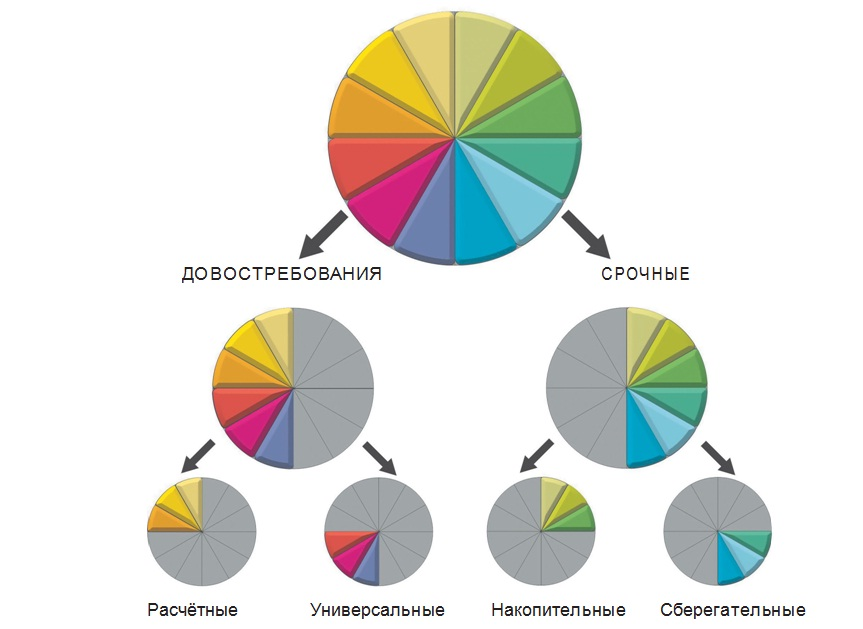 ДОВОСТРЕБОВАНИЯ
СРОЧНЫЕ
Расчётные
Универсальные
Накопительные
Сберегательные